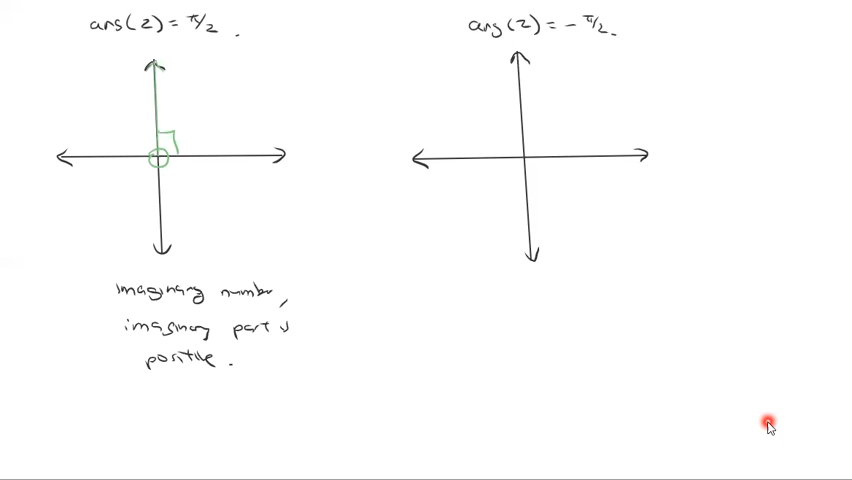 arg(z) = π/2 .
arg(z) = - π/2 .
imaginary number,
imaginary part is
positive .